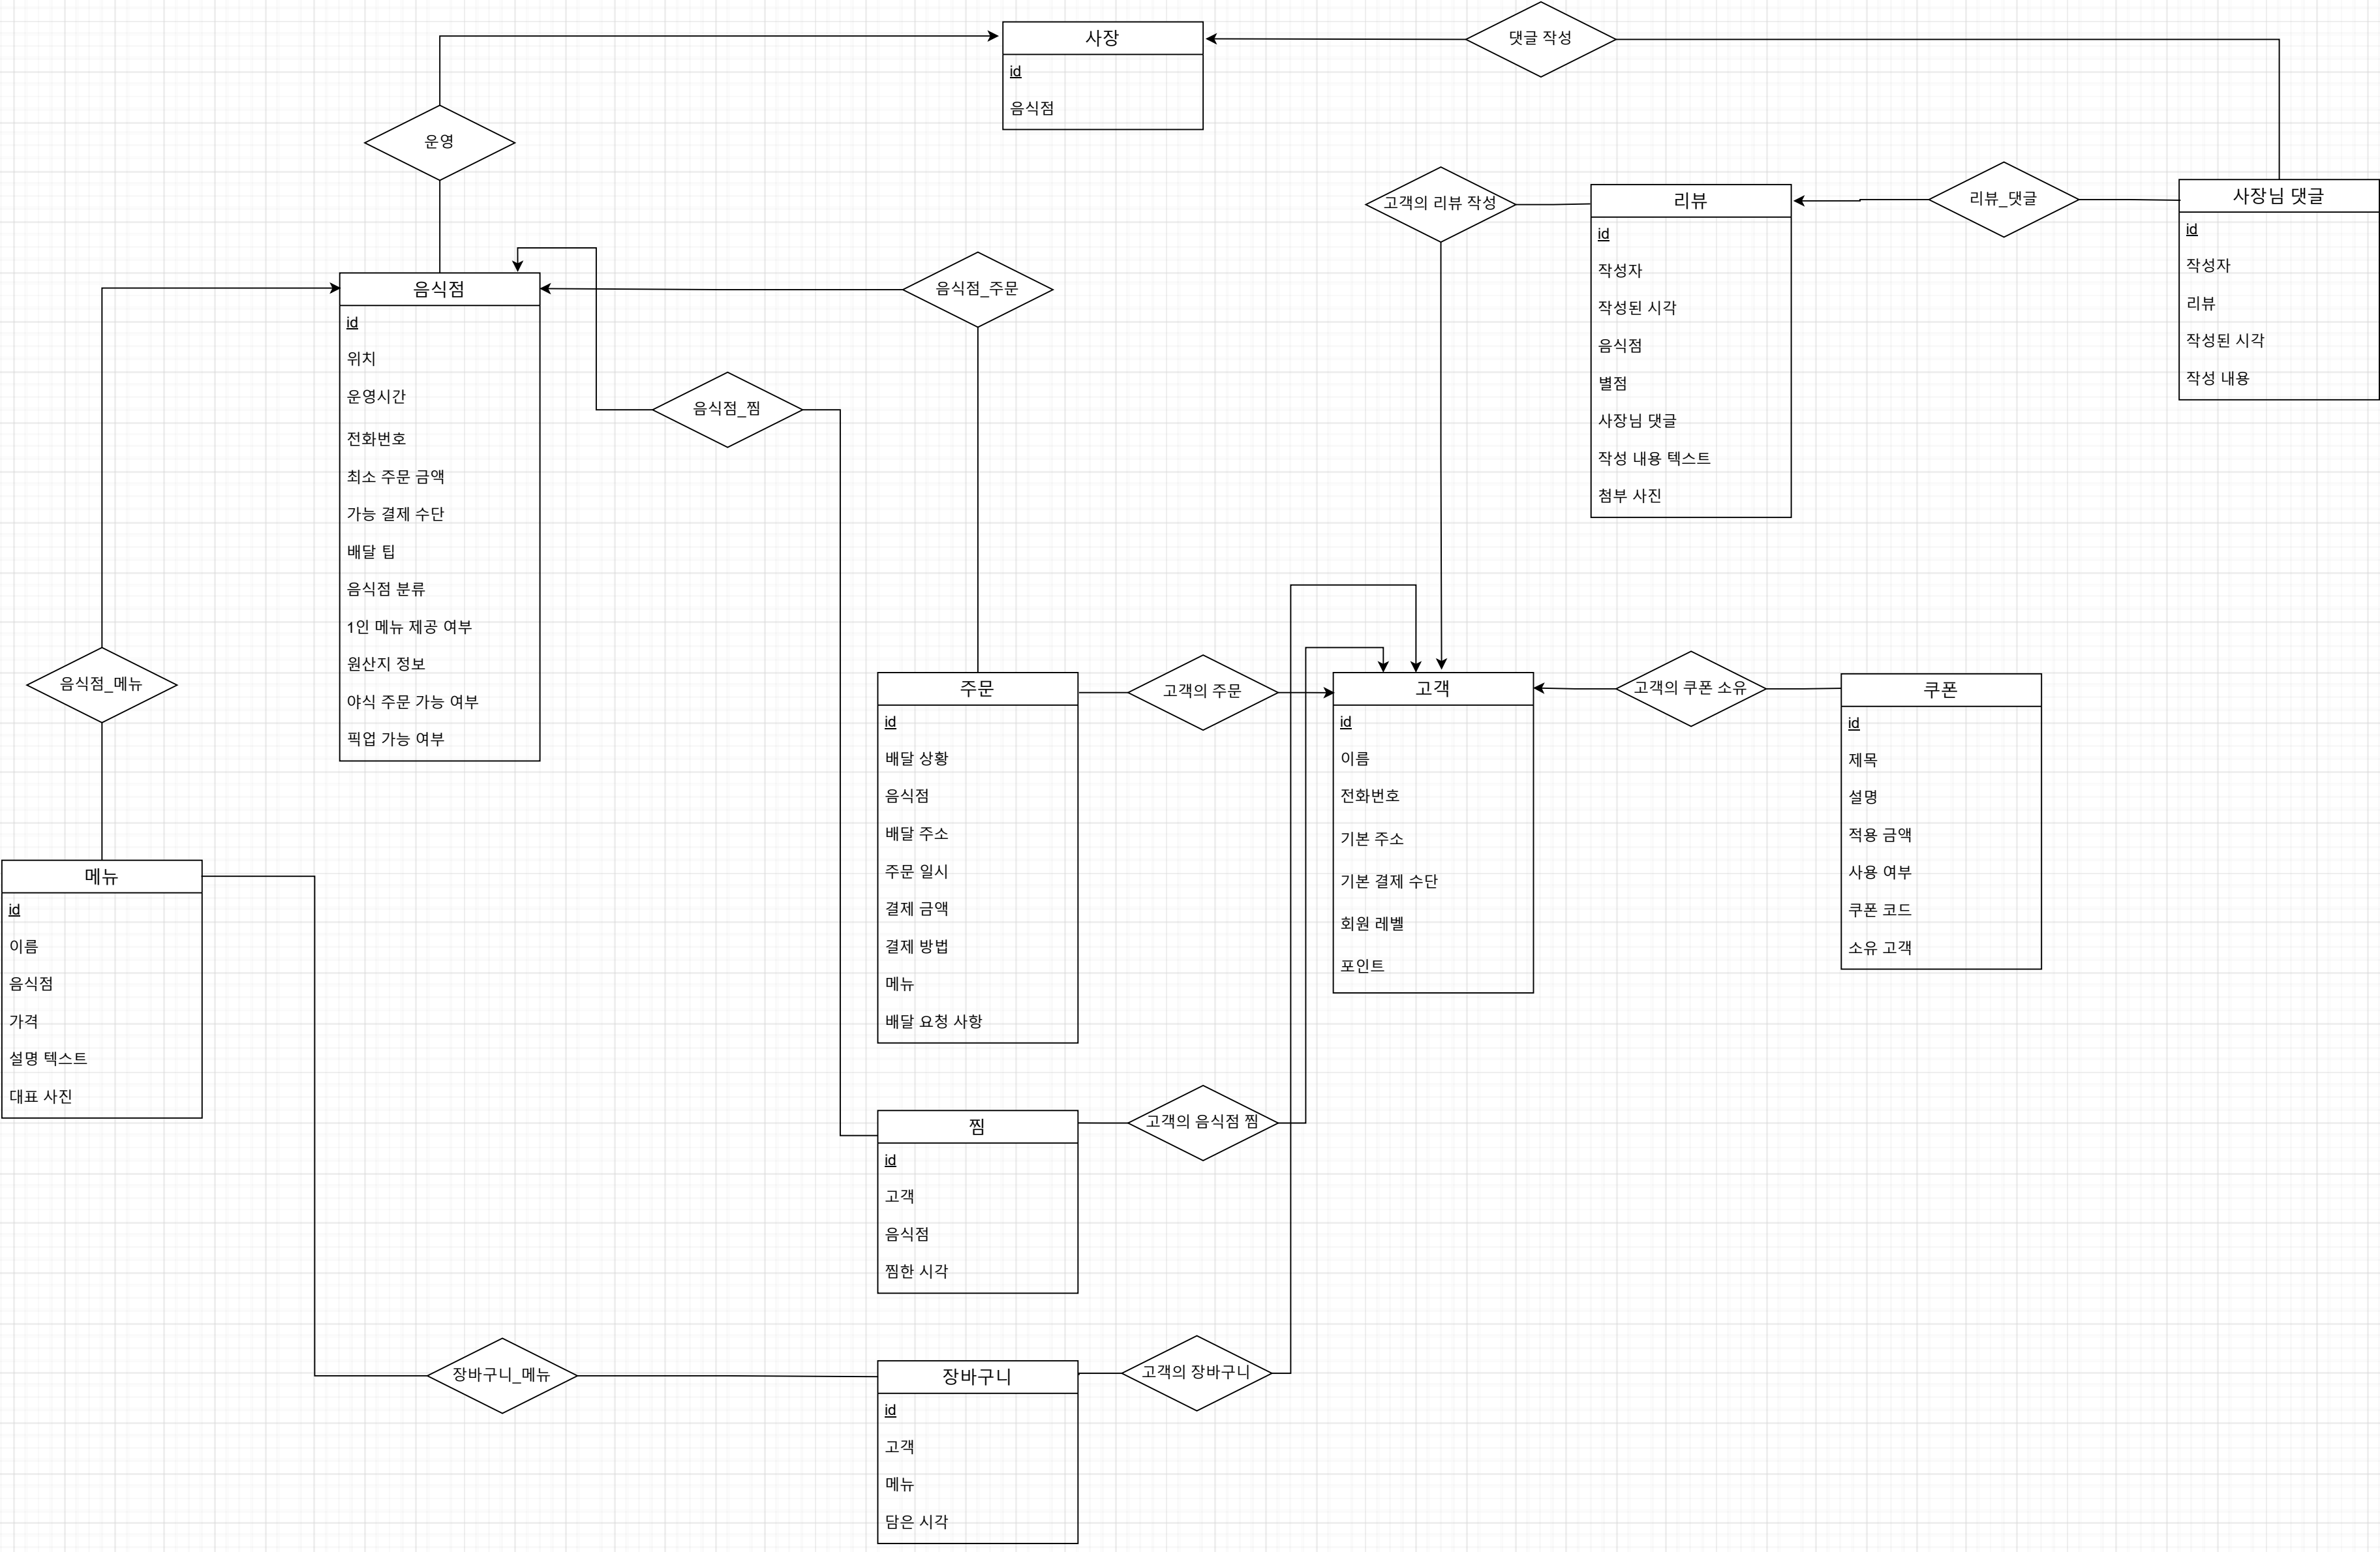 사장
id
음식점
댓글 작성
운영
고객의 리뷰 작성
리뷰
id
작성자
작성된 시각
음식점
별점
사장님 댓글
작성 내용 텍스트
첨부 사진
리뷰_댓글
사장님 댓글
id
작성자
리뷰
작성된 시각
작성 내용
음식점
id
위치
운영시간
전화번호
최소 주문 금액
가능 결제 수단
배달 팁
음식점 분류
1인 메뉴 제공 여부
원산지 정보
야식 주문 가능 여부
픽업 가능 여부
음식점_주문
음식점_찜
음식점_메뉴
주문
id
배달 상황
음식점
배달 주소
주문 일시
결제 금액
결제 방법
메뉴
배달 요청 사항
고객의 주문
고객
id
이름
전화번호
기본 주소
기본 결제 수단
회원 레벨
포인트
고객의 쿠폰 소유
쿠폰
id
제목
설명
적용 금액
사용 여부
쿠폰 코드
소유 고객
메뉴
id
이름
음식점
가격
설명 텍스트
대표 사진
찜
id
고객
음식점
찜한 시각
고객의 음식점 찜
장바구니_메뉴
장바구니
id
고객
메뉴
담은 시각
고객의 장바구니